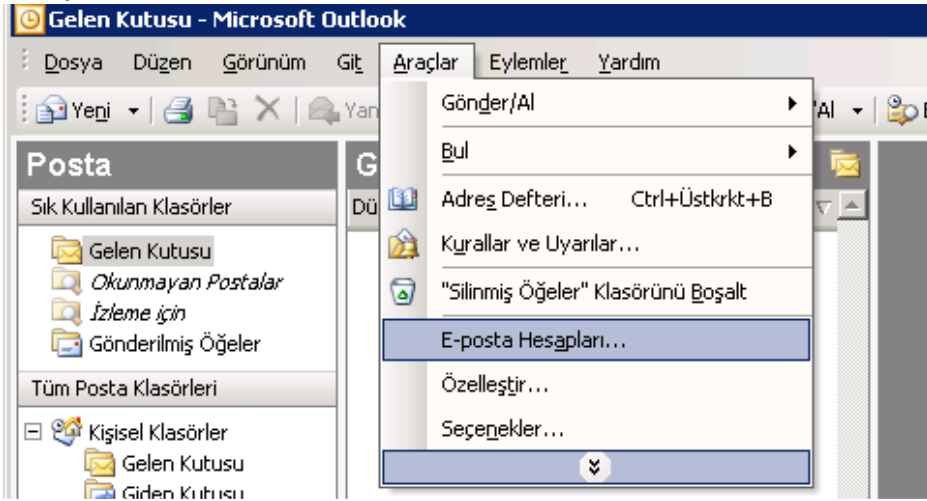 Gelen Kutusu - Microsoft Outlook
Dosya Düzen Görünüm Git Araçlar Eylemler Yardım
Yeni
Gönder/Al
Bul
Adres Defteri... Ctrl+Üstkrkt+B
Kurallar ve Uyarılar...
"Silinmiş Öğeler" Klasörünü Boşalt
E-posta Hesapları...
Özelleştir...
Seçenekler...
Posta
Sık Kullanılan Klasörler
Gelen Kutusu
Okunmayan Postalar
İzleme için
Gönderilmiş Öğeler
Tüm Posta Klasörleri
Kişisel Klasörler
Gelen Kutusu
Giden Kutusu